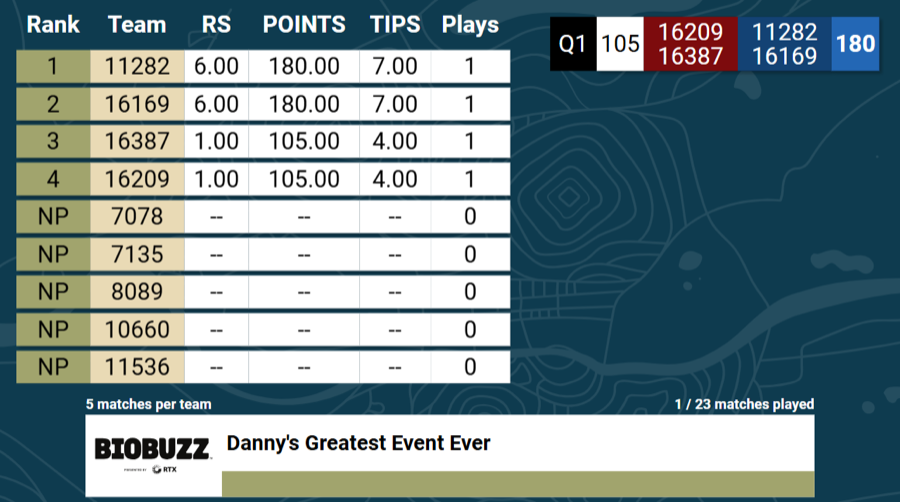 Rank Team RS POINTS TIPS Plays
1 11282 6.00 180.00 7.00 1
2 16169 6.00 180.00 7.00 1
3 16387 1.00 105.00 4.00 1
4 16209 1.00 105.00 4.00 1
NP 7078 -- -- -- 0
NP 7135 -- -- -- 0
NP 8089 -- -- -- 0
NP 10660 -- -- -- 0
NP 11536 -- -- -- 0
Q1 105 16209 11282 180
16387 16169
5 matches per team 1 / 23 matches played
BIOBUZZ
PRESENTED BY RTX
Danny's Greatest Event Ever